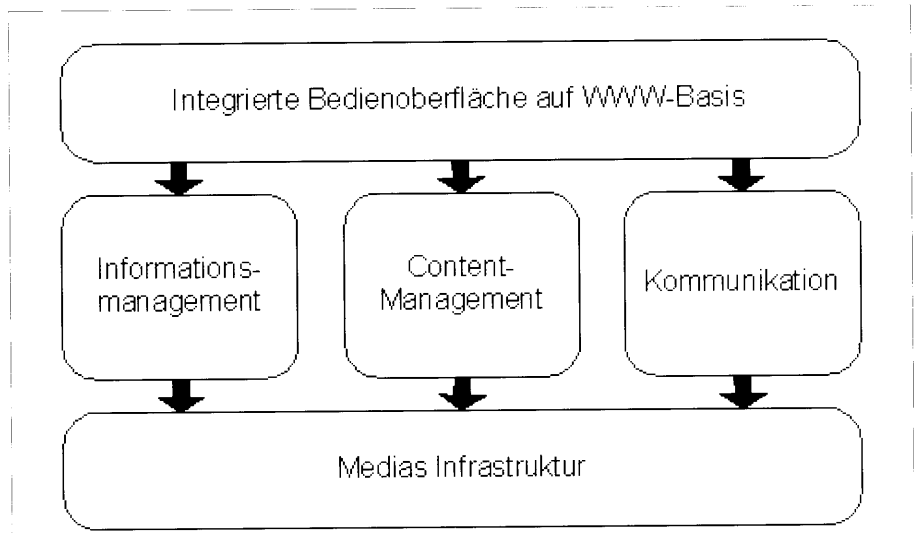 Integrierte Bedienoberfläche auf WWW-Basis
Informations-
management
Content-
Management
Kommunikation
Medias Infrastruktur